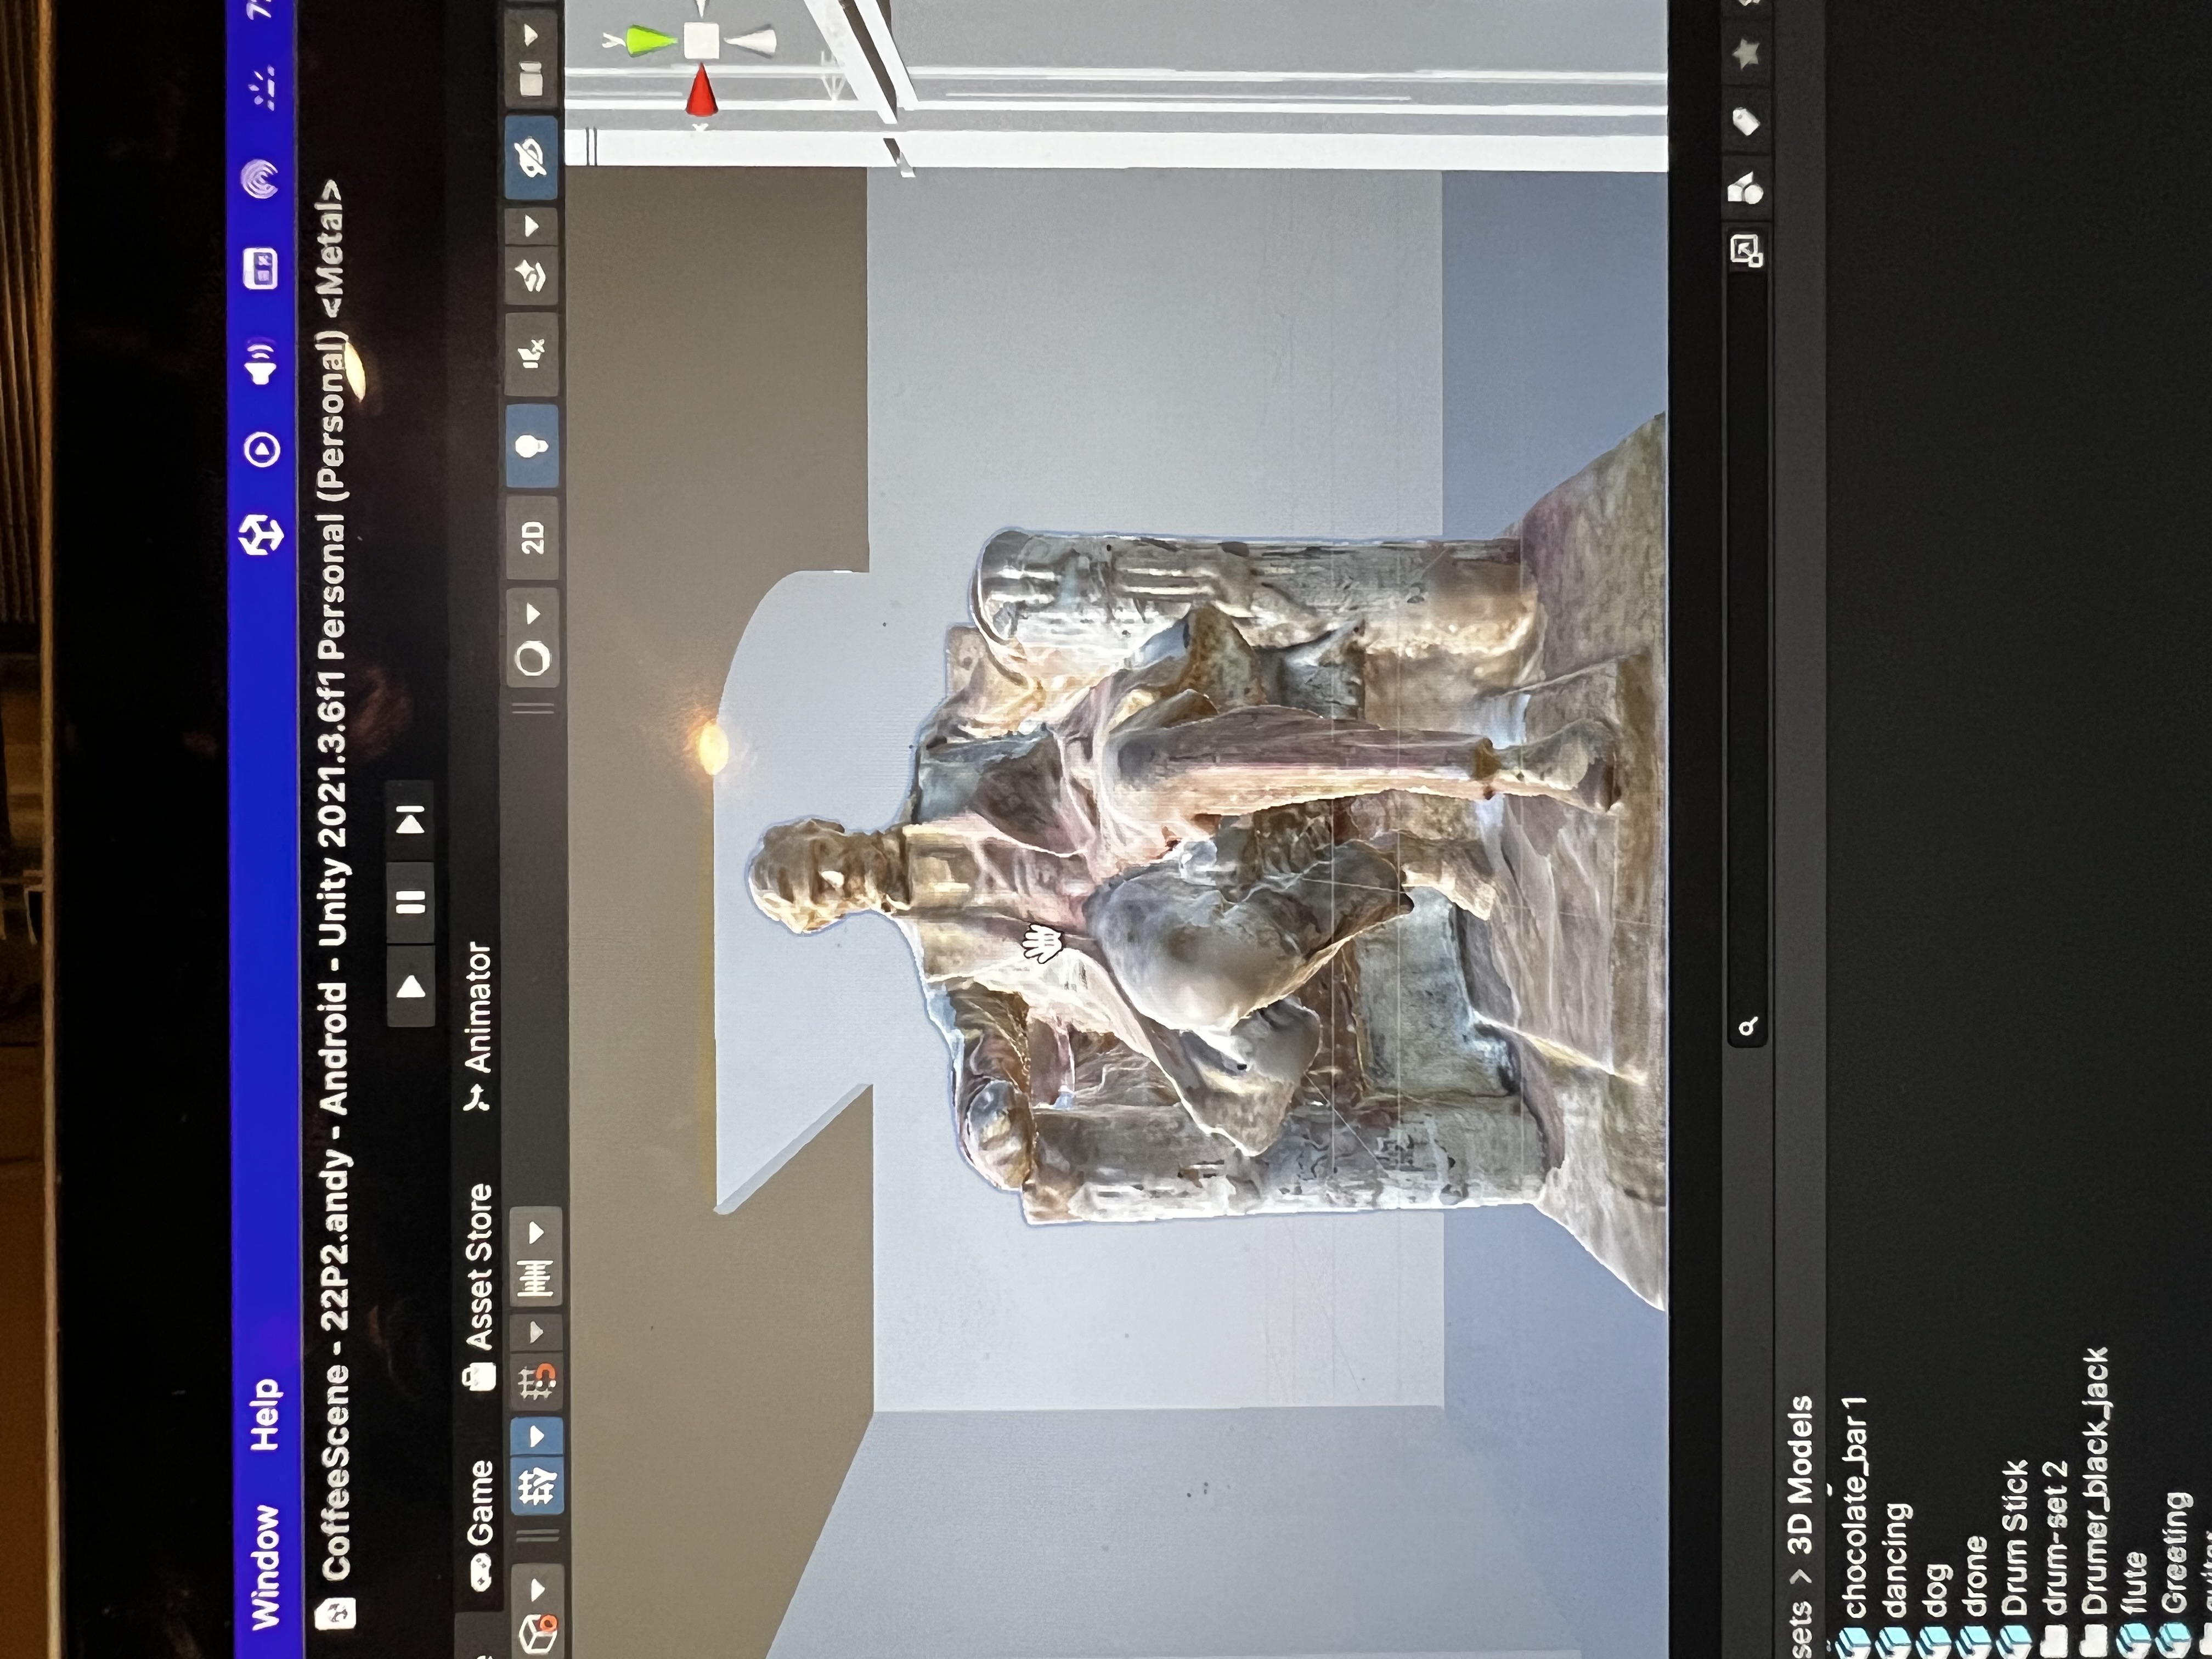 Window Help
CoffeeScene - 22P2.andy - Android - Unity 2021.3.6f1 Personal (Personal) <Metal>
Game Asset Store Animator
2D
y
sets > 3D Models
chocolate_bar 1
dancing
dog
drone
Drum Stick
drum-set 2
Drumer_black_jack
flute
Greeting